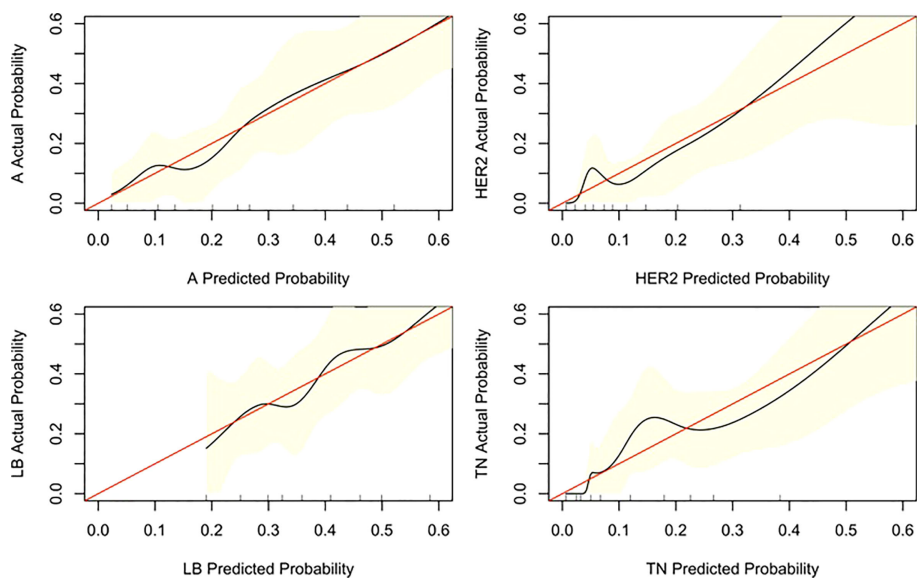 A Actual Probability
0.0 0.2 0.4 0.6
0.0 0.1 0.2 0.3 0.4 0.5 0.6
A Predicted Probability
HER2 Actual Probability
0.0 0.2 0.4 0.6
0.0 0.1 0.2 0.3 0.4 0.5 0.6
HER2 Predicted Probability
LB Actual Probability
0.0 0.2 0.4 0.6
0.0 0.1 0.2 0.3 0.4 0.5 0.6
LB Predicted Probability
TN Actual Probability
0.0 0.2 0.4 0.6
0.0 0.1 0.2 0.3 0.4 0.5 0.6
TN Predicted Probability